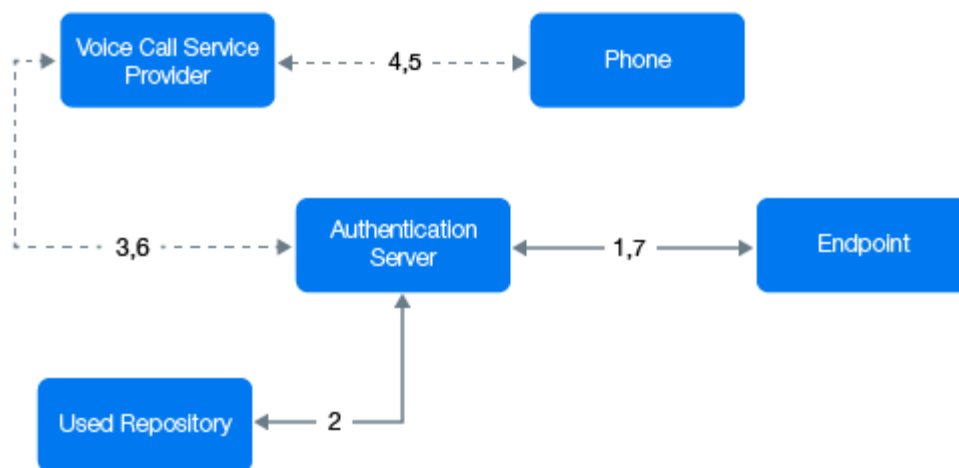 Voice Call Service
Provider
4,5
Phone
3,6
Authentication
Server
1,7
Endpoint
Used Repository
2